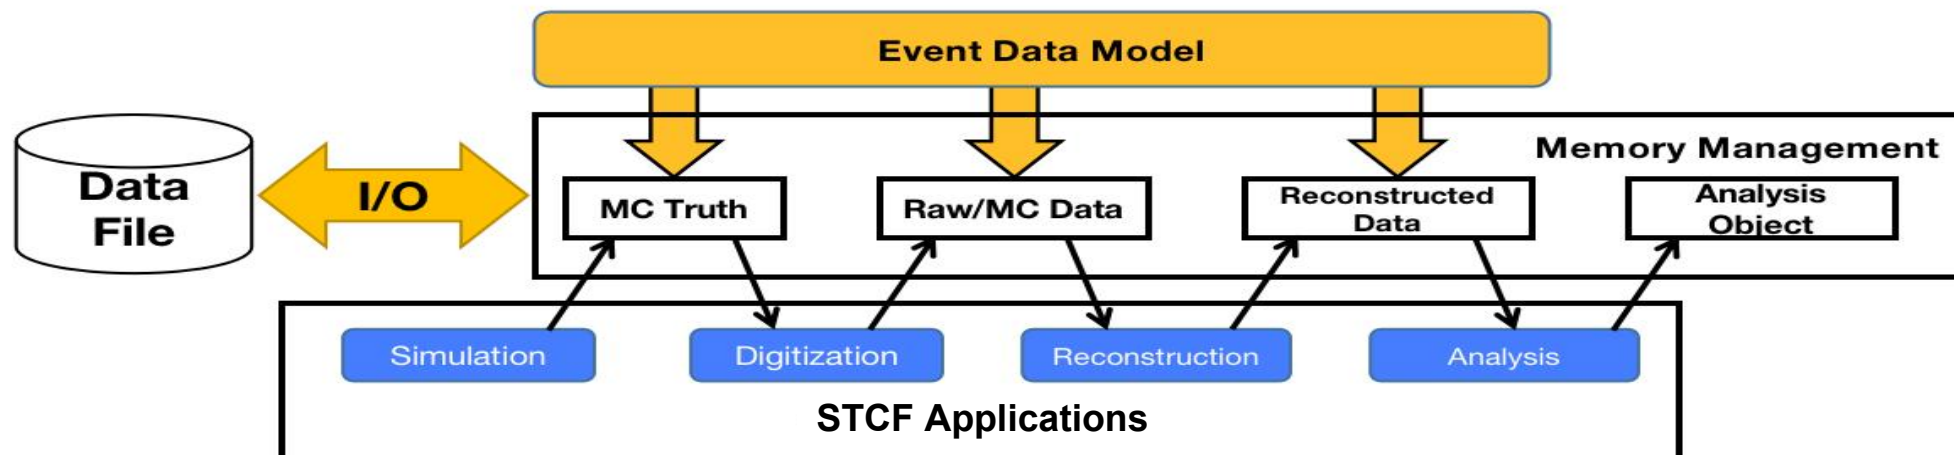 Event Data Model
Memory Management
Data
File
I/O
MC Truth
Raw/MC Data
Reconstructed
Data
Analysis
Object
Simulation
Digitization
Reconstruction
Analysis
STCF Applications